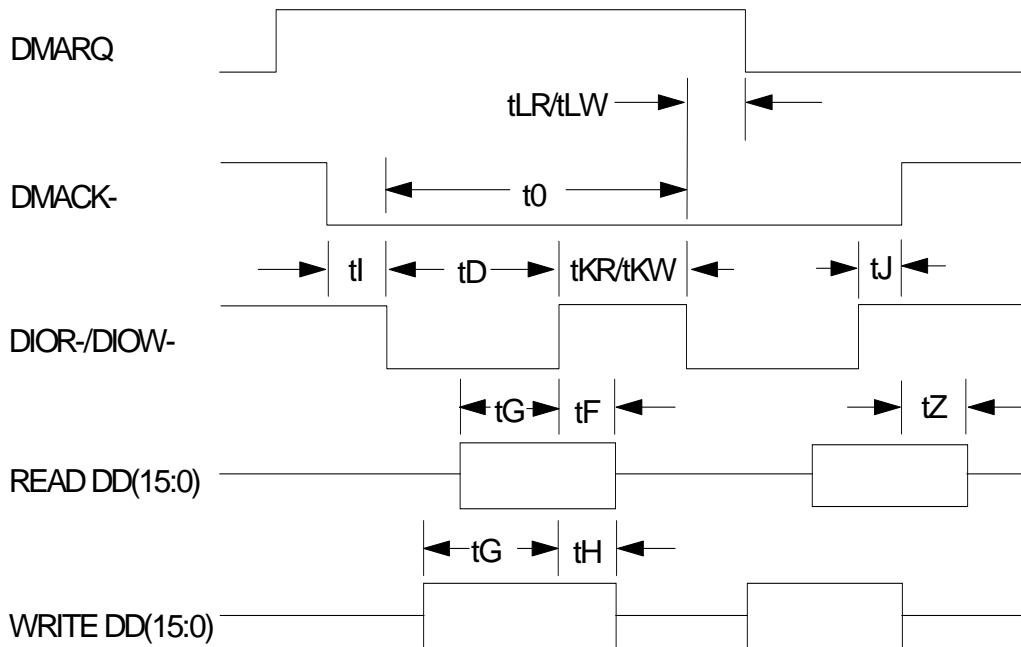 DMARQ
tLR/tLW
DMACK-
t0
tI tD tKR/tKW tJ
DIOR-/DIOW-
tG tF tZ
READ DD(15:0)
tG tH
WRITE DD(15:0)